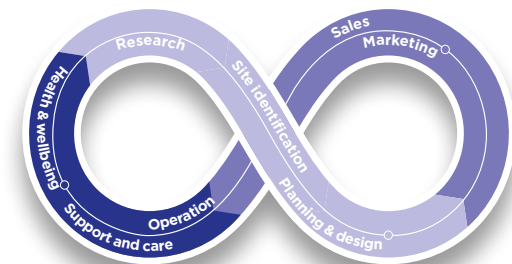 Research
Site identification
Planning & design
Sales
Marketing
Operation
Support and care
Health & wellbeing